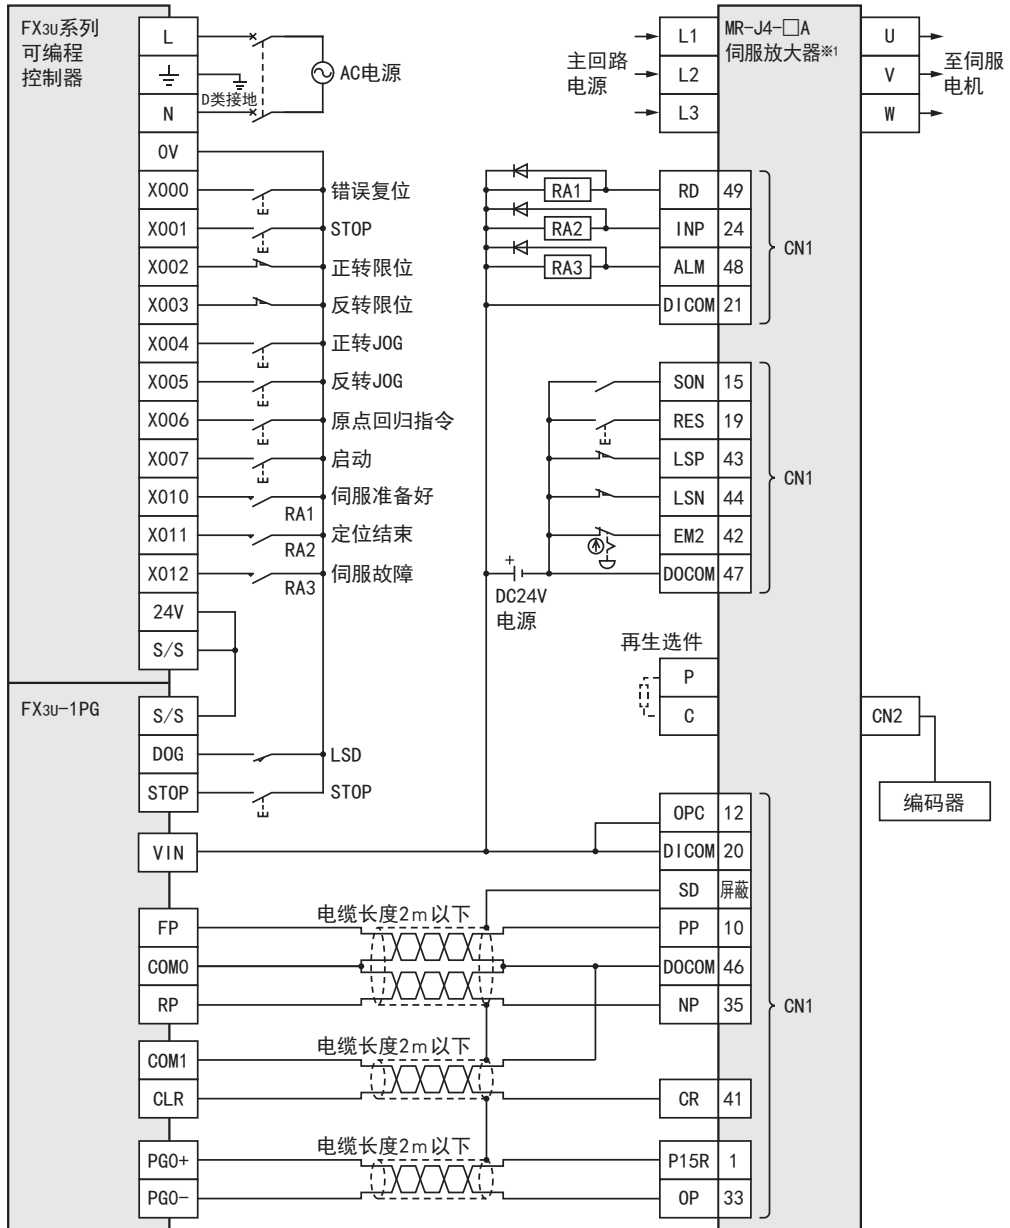 FX3U系列
可编程
控制器
L
N
0V
X000
X001
X002
X003
X004
X005
X006
X007
X010
X011
X012
24V
S/S
D类接地
AC电源
错误复位
STOP
正转限位
反转限位
正转JOG
反转JOG
原点回归指令
启动
伺服准备好
RA1
定位结束
RA2
伺服故障
RA3
FX3U-1PG
S/S
DOG
STOP
VIN
FP
COM0
RP
COM1
CLR
PG0+
PG0-
LSD
STOP
电缆长度2m以下
电缆长度2m以下
电缆长度2m以下
主回路
电源
L1
L2
L3
MR-J4-□A
伺服放大器※1
U
V
W
至伺服
电机
RA1
RA2
RA3
RD 49
INP 24
ALM 48
DICOM 21
CN1
SON 15
RES 19
LSP 43
LSN 44
EM2 42
DOCOM 47
CN1
+
DC24V
电源
再生选件
P
C
CN2
编码器
OPC 12
DICOM 20
SD 屏蔽
PP 10
DOCOM 46
NP 35
CR 41
P15R 1
OP 33
CN1